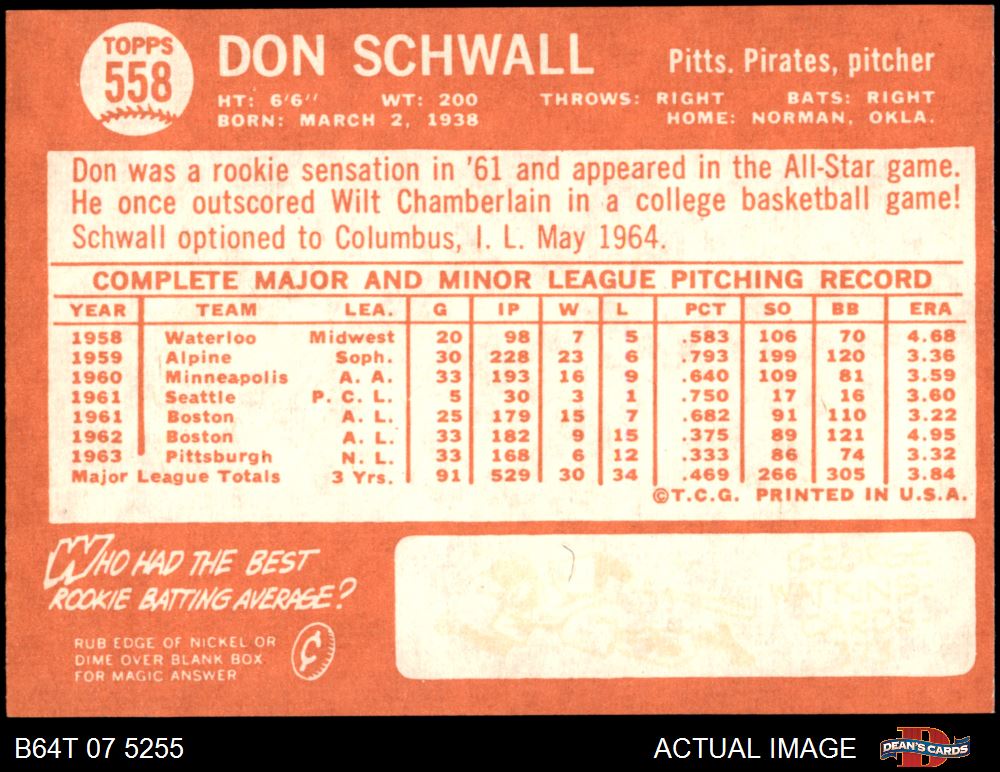 TOPPS
558
DON SCHWALL
Pitts. Pirates, pitcher
HT: 6'6" WT: 200 THROWS: RIGHT BATS: RIGHT
BORN: MARCH 2, 1938 HOME: NORMAN, OKLA.
Don was a rookie sensation in '61 and appeared in the All-Star game.
He once outscored Wilt Chamberlain in a college basketball game!
Schwall optioned to Columbus, I. L. May 1964.
COMPLETE MAJOR AND MINOR LEAGUE PITCHING RECORD
YEAR TEAM LEA. G IP W L PCT SO BB ERA
1958 Waterloo Midwest 20 98 7 5 .583 106 70 4.68
1959 Alpine Soph. 30 228 23 6 .793 199 120 3.36
1960 Minneapolis A. A. 33 193 16 9 .640 109 81 3.59
1961 Seattle P. C. L. 5 30 3 1 .750 17 16 3.60
1961 Boston A. L. 25 179 15 7 .682 91 110 3.22
1962 Boston A. L. 33 182 9 15 .375 89 121 4.95
1963 Pittsburgh N. L. 33 168 6 12 .333 86 74 3.32
Major League Totals 3 Yrs. 91 529 30 34 .469 266 305 3.84
©T.C.G. PRINTED IN U.S.A.
WHO HAD THE BEST
ROOKIE BATTING AVERAGE?
RUB EDGE OF NICKEL OR
DIME OVER BLANK BOX
FOR MAGIC ANSWER
¢
B64T 07 5255
ACTUAL IMAGE
D
DEAN'S CARDS